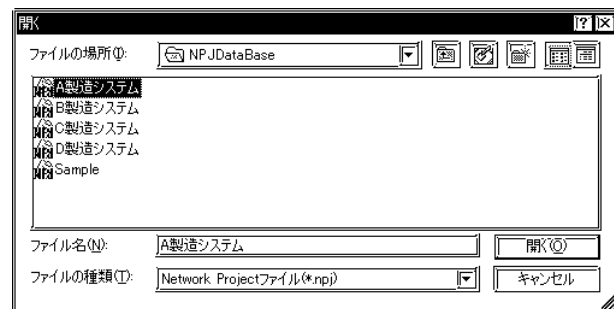 開く
ファイルの場所(I):
NPJDataBase
A製造システム
B製造システム
C製造システム
D製造システム
Sample
ファイル名(N):
A製造システム
開く(O)
ファイルの種類(T):
Network Projectファイル(*.npj)
キャンセル